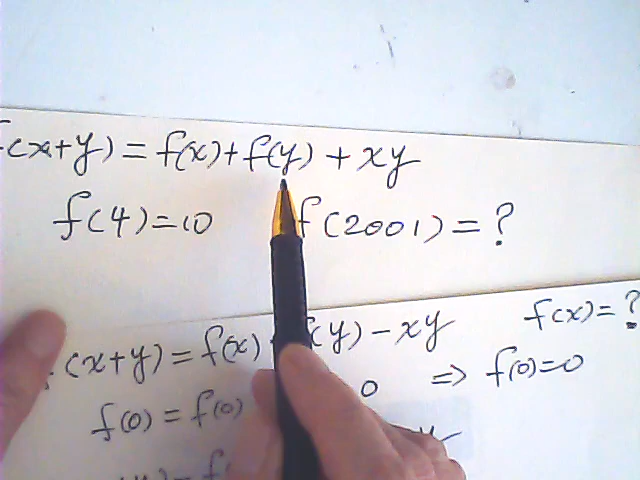 (x+y) = f(x) + f(y) + xy
f(4) = 10 f(2001) = ?
f(x) = ?
(x+y) = f(x) (y) - xy
f(0) = f(0) 0 => f(0) = 0